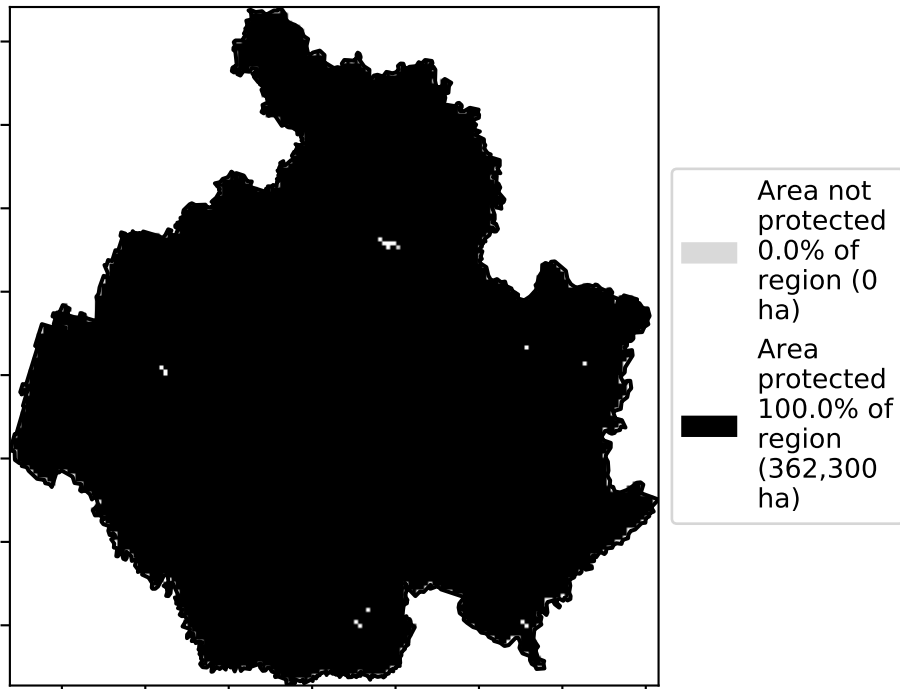 Area not
protected
0.0% of
region (0
ha)
Area
protected
100.0% of
region
(362,300
ha)